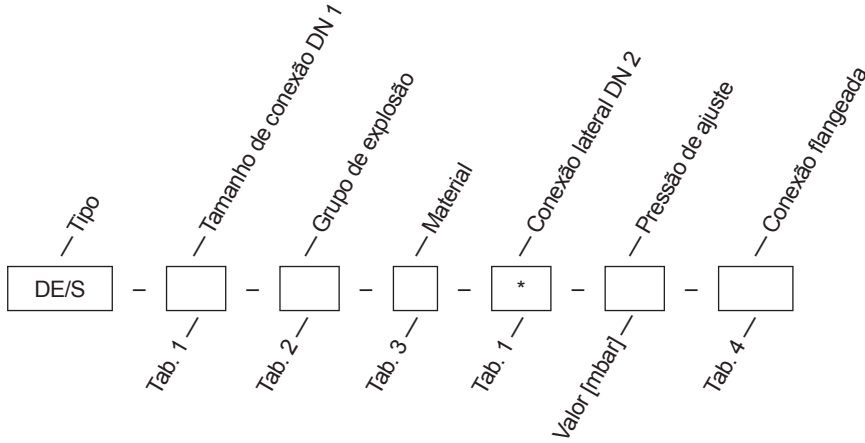 Tipo
Tamanho de conexão DN 1
Grupo de explosão
Material
Conexão lateral DN 2
Pressão de ajuste
Conexão flangeada
DE/S – – – – * – –
Tab. 1
Tab. 2
Tab. 3
Tab. 1
Valor [mbar]
Tab. 4